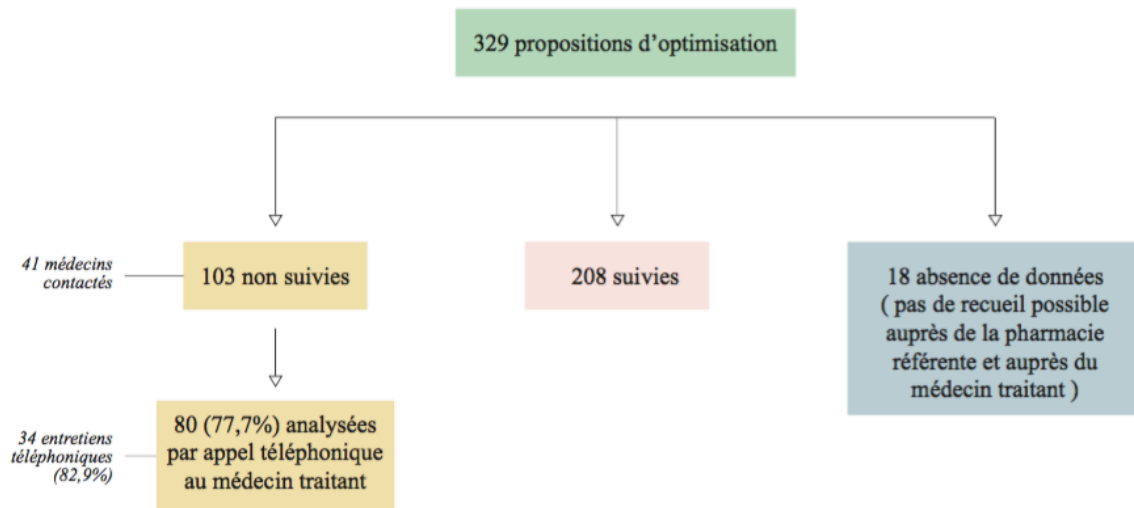 329 propositions d'optimisation
41 médecins
contactés
103 non suivies
208 suivies
18 absence de données
( pas de recueil possible
auprès de la pharmacie
référente et auprès du
médecin traitant )
34 entretiens
téléphoniques
(82,9%)
80 (77,7%) analysées
par appel téléphonique
au médecin traitant